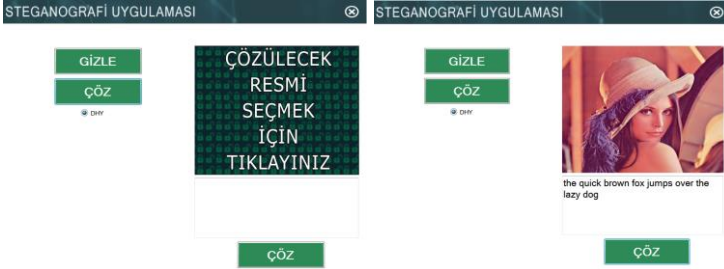 STEGANOGRAFİ UYGULAMASI
GİZLE
ÇÖZ
DHY
ÇÖZÜLECEK
RESMİ
SEÇMEK
İÇİN
TIKLAYINIZ
ÇÖZ
STEGANOGRAFİ UYGULAMASI
GİZLE
ÇÖZ
DHY
the quick brown fox jumps over the
lazy dog
ÇÖZ